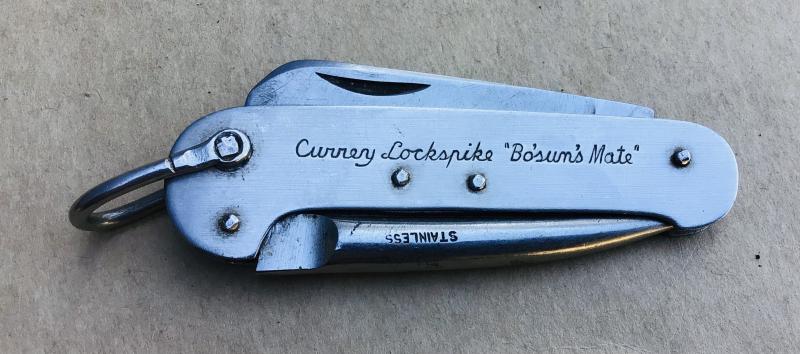 Currey Lockspike "Bo'sun's Mate"
STAINLESS